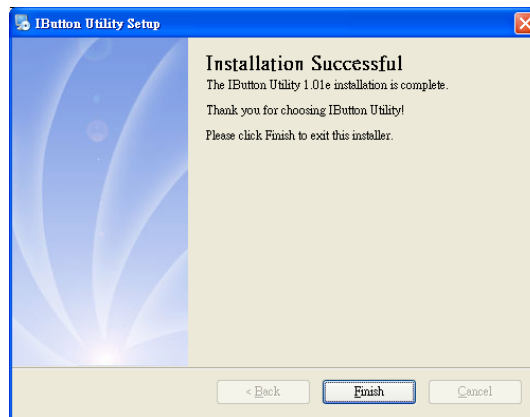 IButton Utility Setup
Installation Successful
The IButton Utility 1.01e installation is complete.
Thank you for choosing IButton Utility!
Please click Finish to exit this installer.
< Back Finish Cancel